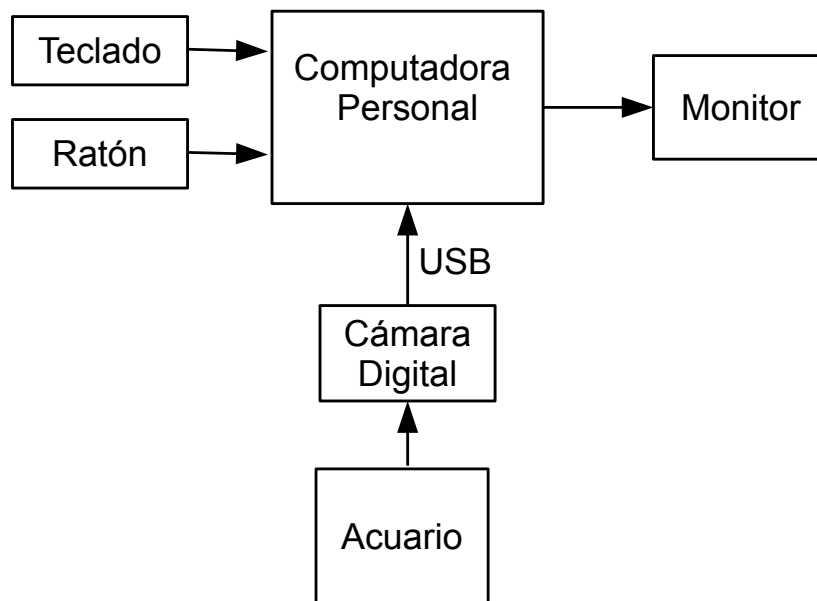 Teclado
Computadora
Personal
Monitor
Ratón
USB
Cámara
Digital
Acuario